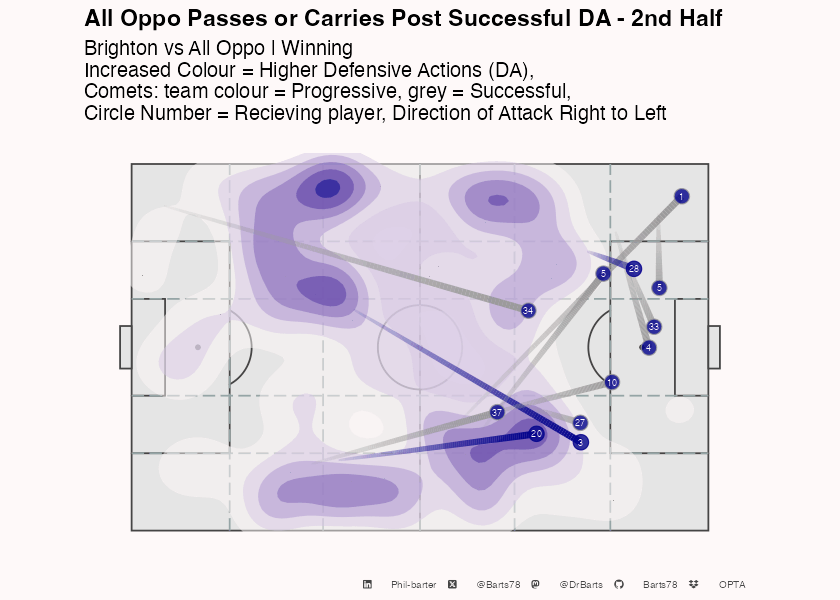 All Oppo Passes or Carries Post Successful DA - 2nd Half
Brighton vs All Oppo | Winning
Increased Colour = Higher Defensive Actions (DA),
Comets: team colour = Progressive, grey = Successful,
Circle Number = Recieving player, Direction of Attack Right to Left
1
28
5
5
34
33
4
10
37
27
20
3
Phil-barter @Barts78 @DrBarts Barts78 OPTA